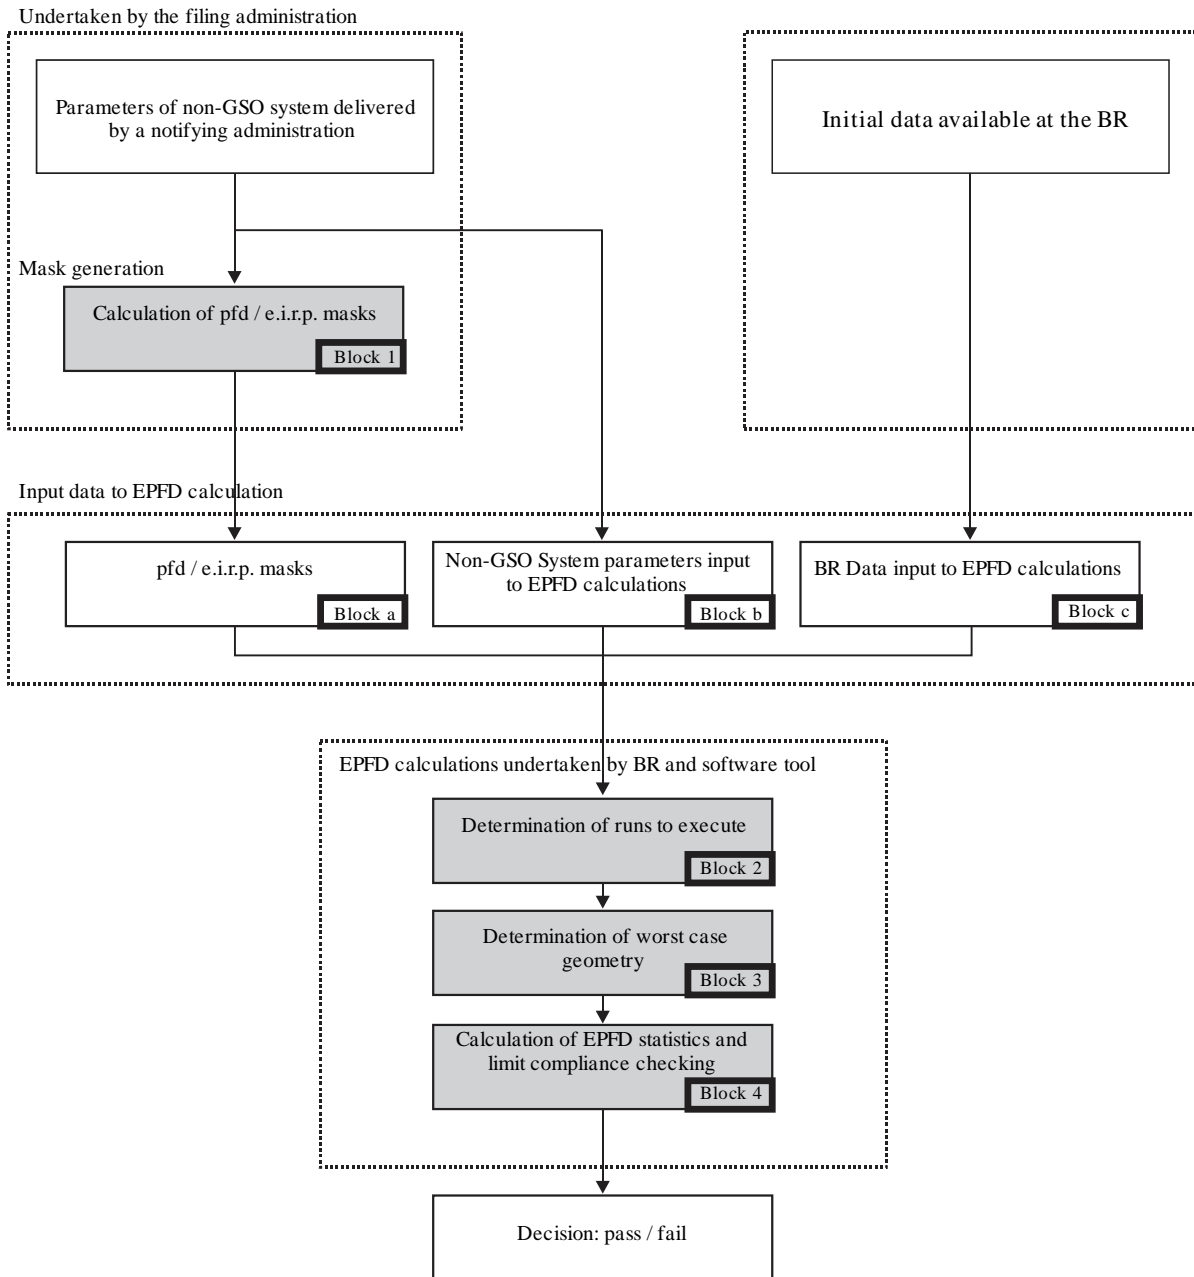 Undertaken by the filing administration
Parameters of non-GSO system delivered
by a notifying administration
Initial data available at the BR
Mask generation
Calculation of pfd / e.i.r.p. masks
Block 1
Input data to EPFD calculation
pfd / e.i.r.p. masks
Block a
Non-GSO System parameters input
to EPFD calculations
Block b
BR Data input to EPFD calculations
Block c
EPFD calculations undertaken by BR and software tool
Determination of runs to execute
Block 2
Determination of worst case
geometry
Block 3
Calculation of EPFD statistics and
limit compliance checking
Block 4
Decision: pass / fail